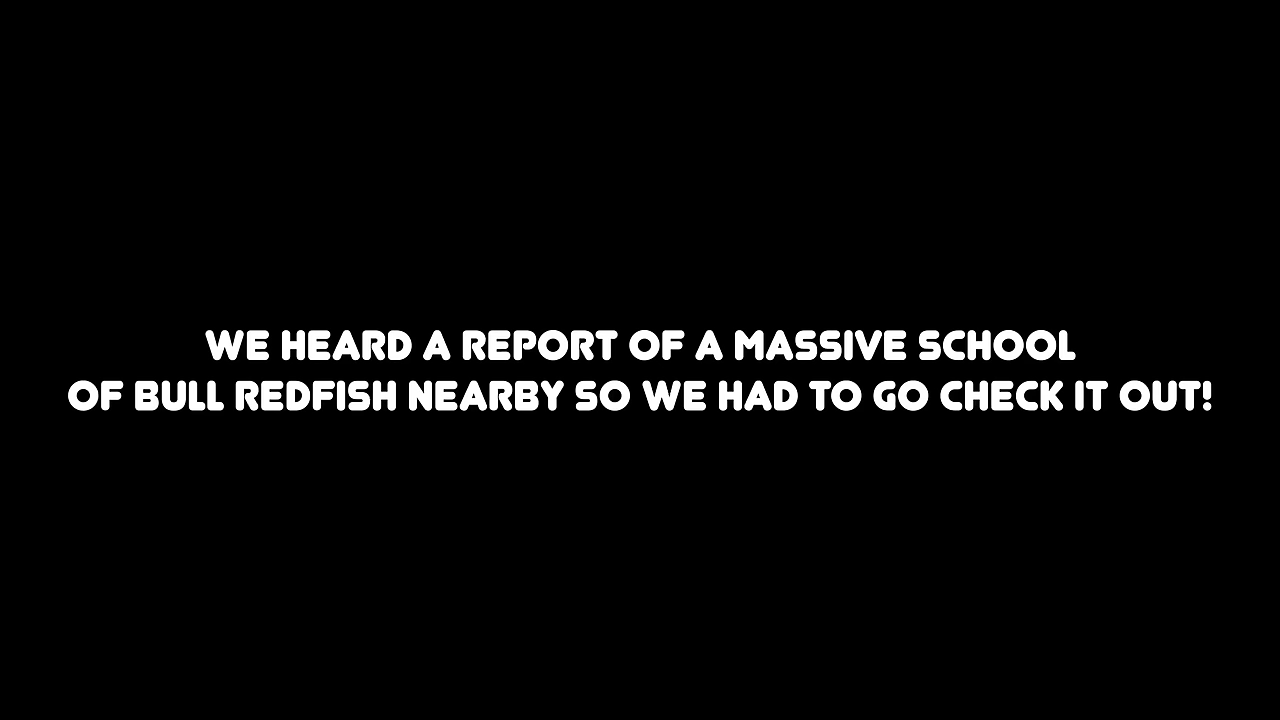 WE HEARD A REPORT OF A MASSIVE SCHOOL
OF BULL REDFISH NEARBY SO WE HAD TO GO CHECK IT OUT!